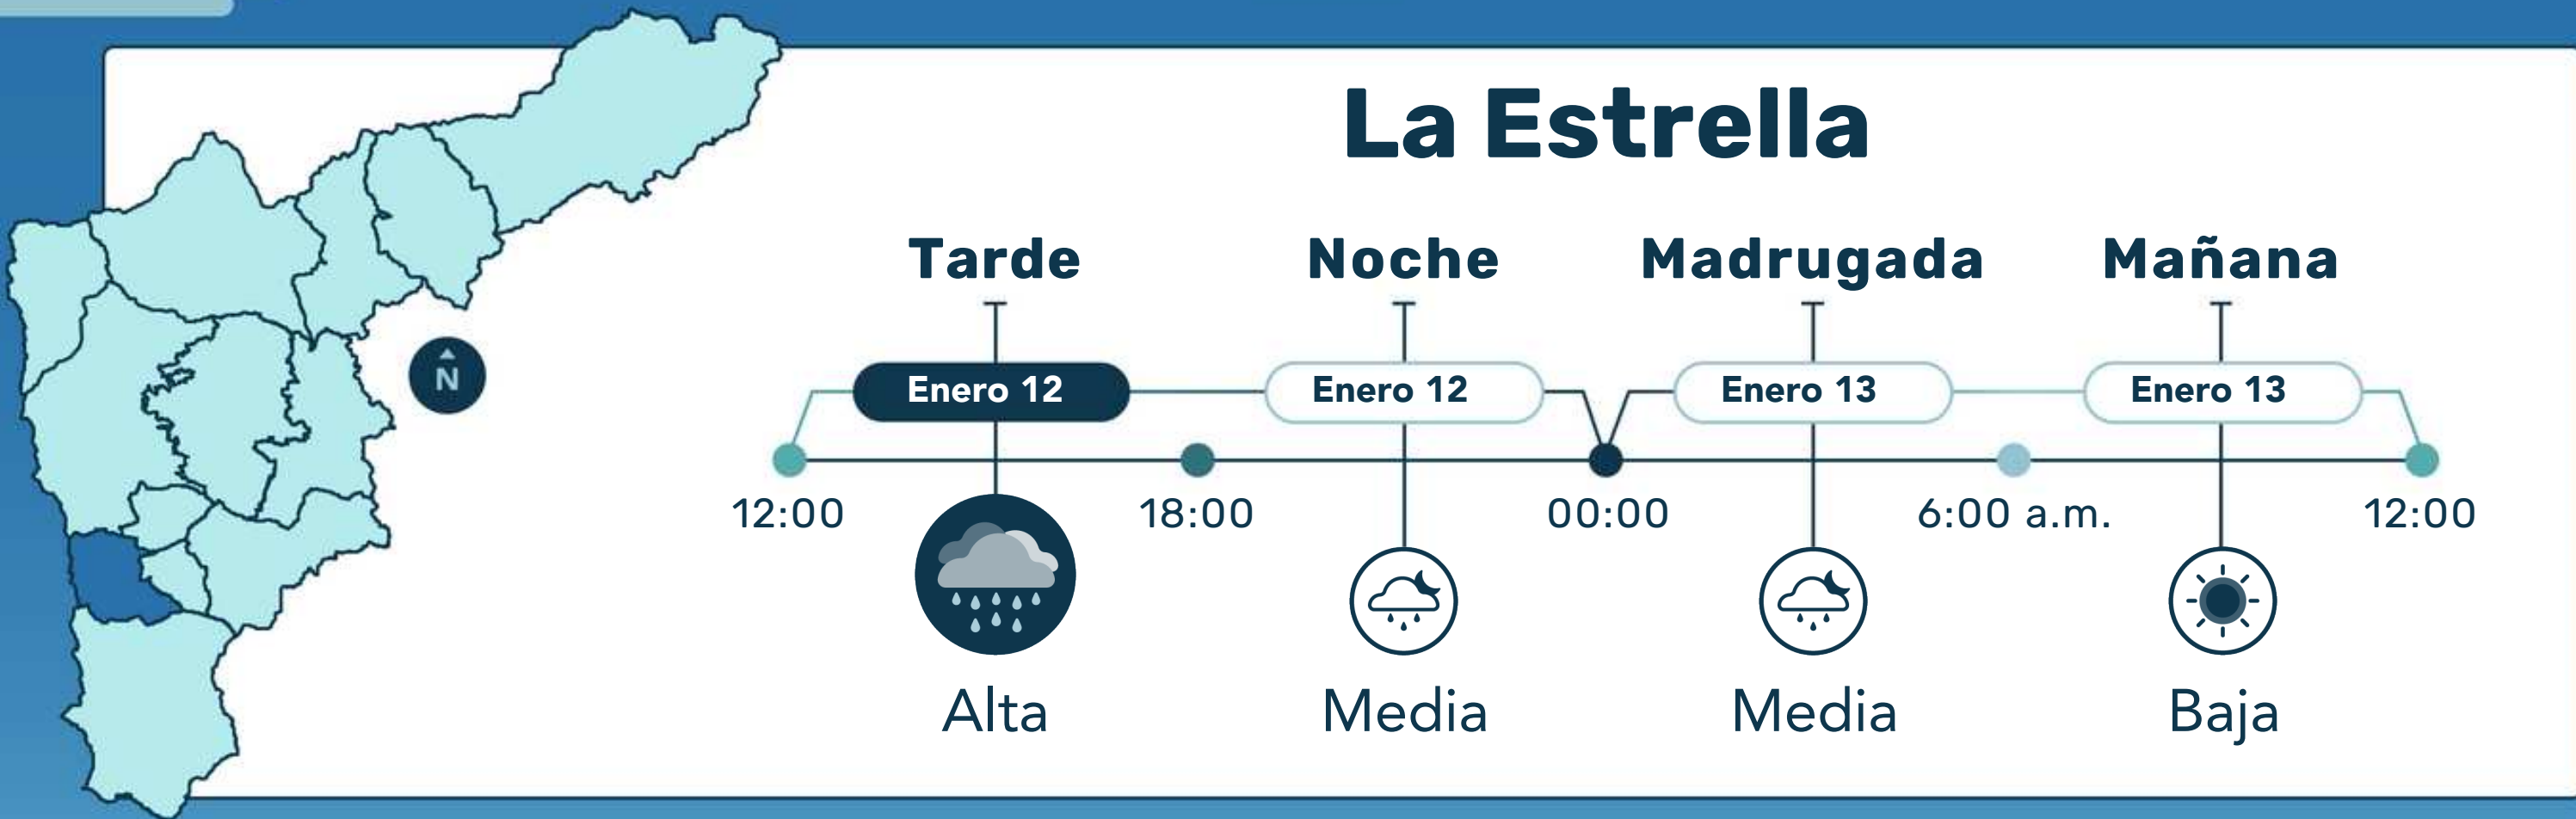 La Estrella
Tarde Noche Madrugada Mañana
N
Enero 12 Enero 12 Enero 13 Enero 13
12:00 18:00 00:00 6:00 a.m. 12:00
Alta Media Media Baja